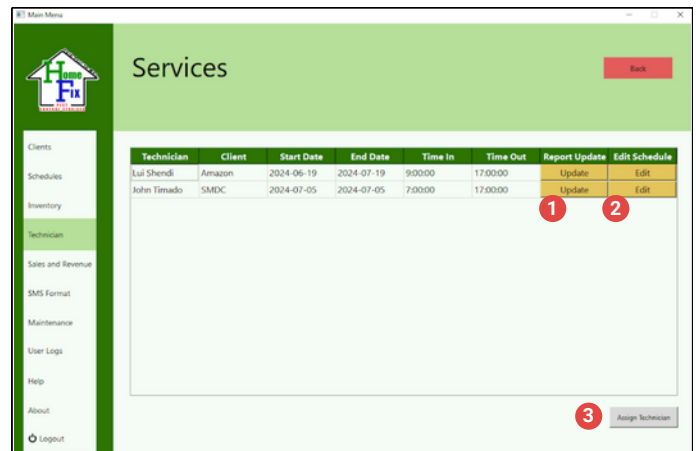 Main Menu
Home
Fix
PEST
CONTROL SERVICES
Services
Back
Clients
Schedules
Inventory
Technician
Sales and Revenue
SMS Format
Maintenance
User Logs
Help
About
Logout
Technician Client Start Date End Date Time In Time Out Report Update Edit Schedule
Lui Shendi Amazon 2024-06-19 2024-07-19 9:00:00 17:00:00 Update Edit
John Timado SMDC 2024-07-05 2024-07-05 7:00:00 17:00:00 Update Edit
1 2
3 Assign Technician